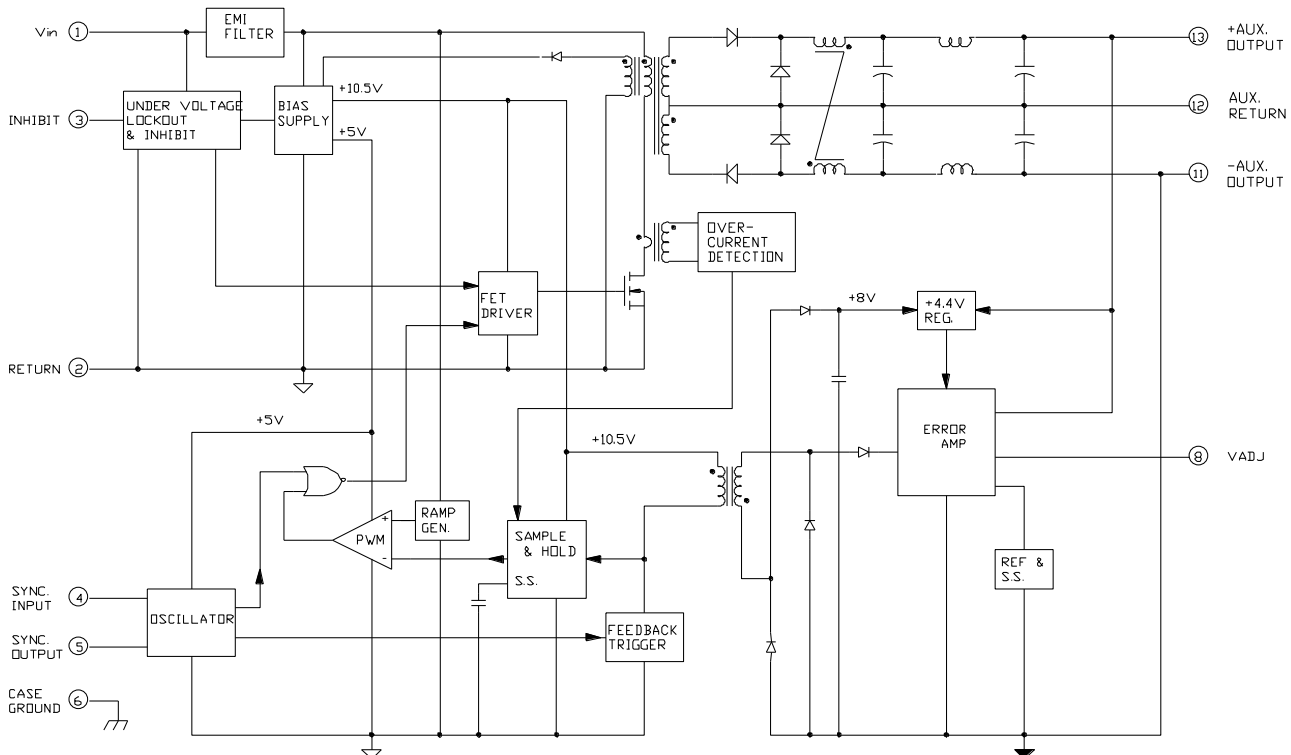 EMI
FILTER
Vin 1
13 +AUX.
OUTPUT
+10.5V
UNDER VOLTAGE
LOCKOUT
& INHIBIT
BIAS
SUPPLY
INHIBIT 3
12 AUX.
RETURN
+5V
11 -AUX.
OUTPUT
OVER-
CURRENT
DETECTION
FET
DRIVER
+8V
+4.4V
REG.
RETURN 2
+5V
+10.5V
ERROR
AMP
8 VADJ
RAMP
GEN.
+
PWM
-
SAMPLE
& HOLD
S.S.
REF &
S.S.
SYNC.
INPUT 4
OSCILLATOR
SYNC.
OUTPUT 5
FEEDBACK
TRIGGER
CASE
GROUND 6